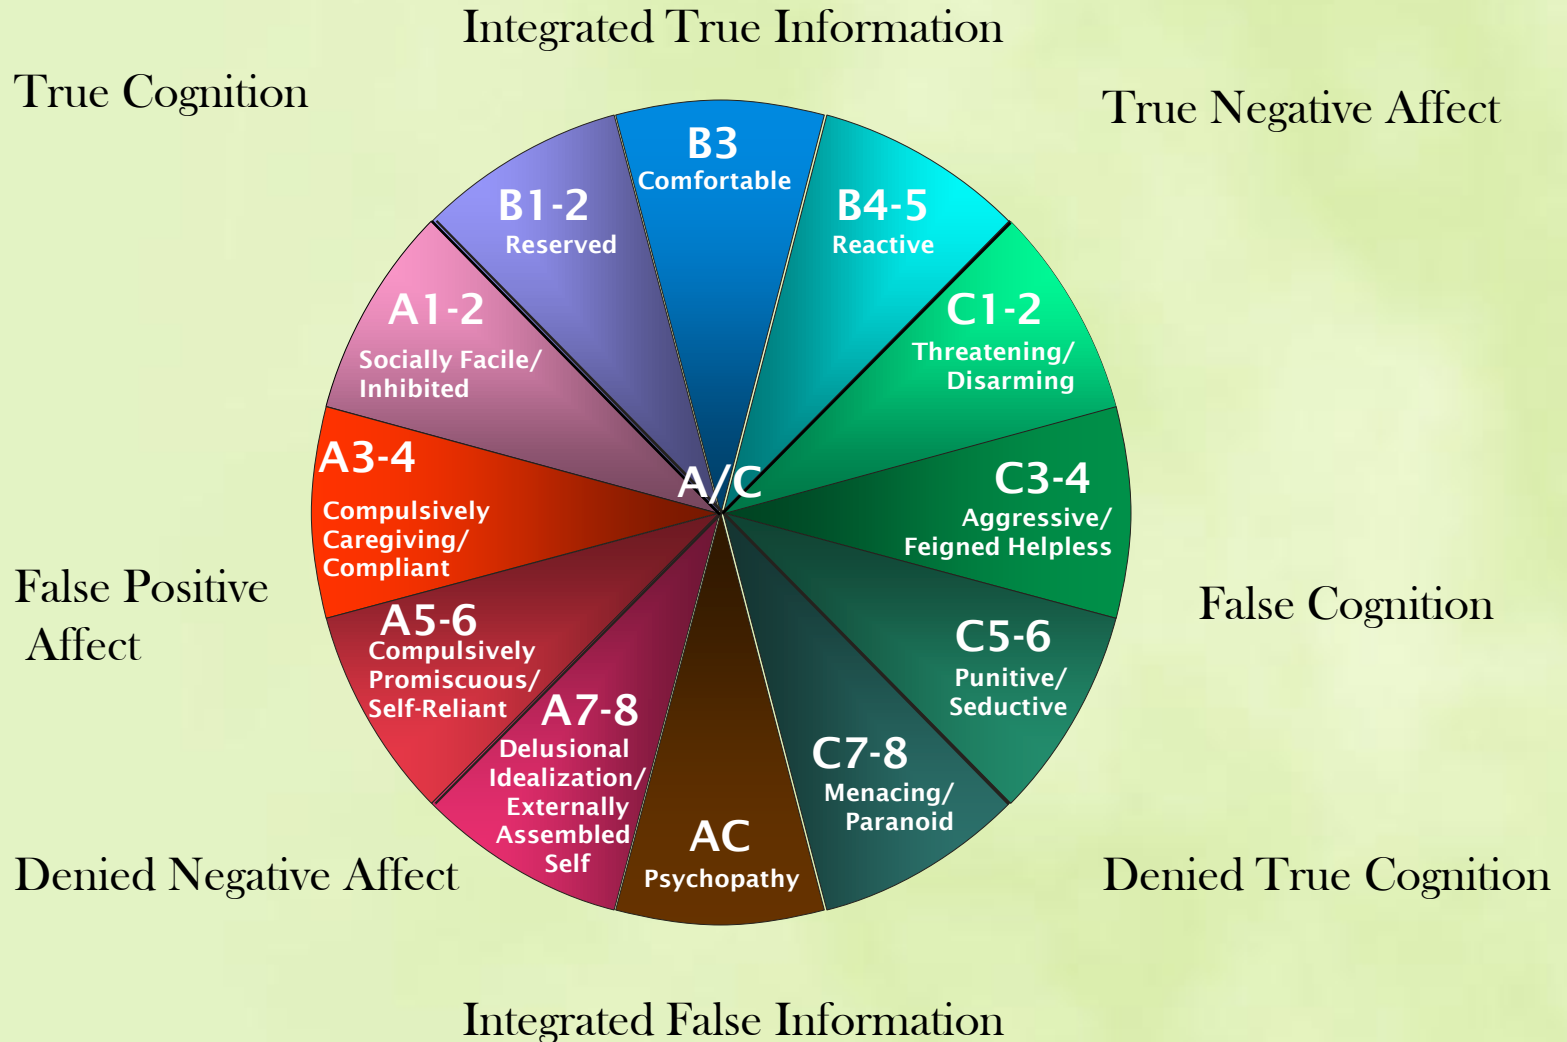 Integrated True Information
True Cognition
True Negative Affect
B3
Comfortable
B1-2
Reserved
B4-5
Reactive
A1-2
Socially Facile/
Inhibited
C1-2
Threatening/
Disarming
A3-4
Compulsively
Caregiving/
Compliant
A/C
C3-4
Aggressive/
Feigned Helpless
False Positive
Affect
False Cognition
A5-6
Compulsively
Promiscuous/
Self-Reliant
C5-6
Punitive/
Seductive
A7-8
Delusional
Idealization/
Externally
Assembled
Self
C7-8
Menacing/
Paranoid
AC
Psychopathy
Denied Negative Affect
Denied True Cognition
Integrated False Information